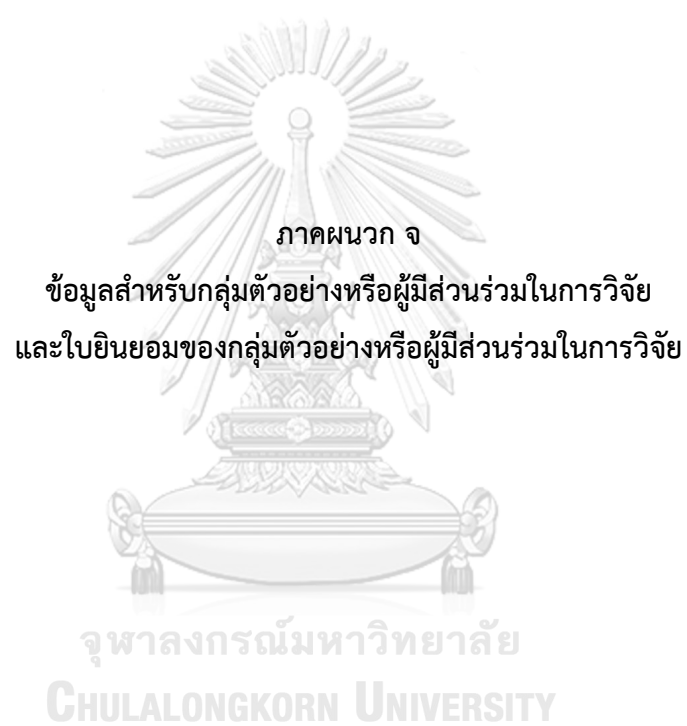 ภาคผนวก จ
ข้อมูลสำหรับกลุ่มตัวอย่างหรือผู้มีส่วนร่วมในการวิจัย
และใบยินยอมของกลุ่มตัวอย่างหรือผู้มีส่วนร่วมในการวิจัย
จุฬาลงกรณ์มหาวิทยาลัย
CHULALONGKORN UNIVERSITY